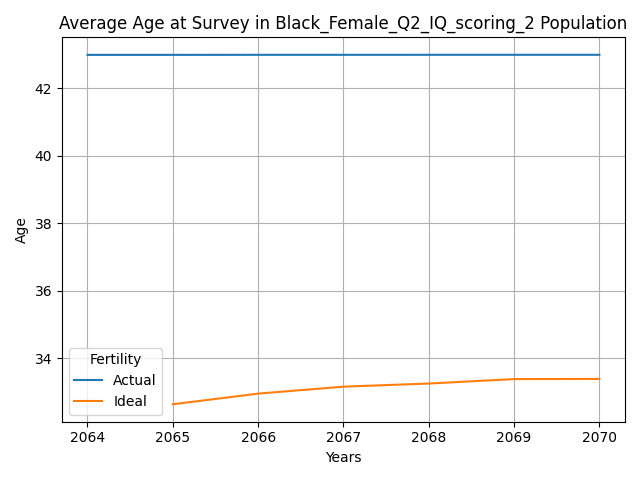 Average Age at Survey in Black_Female_Q2_IQ_scoring_2 Population
Age
42
40
38
36
34
Fertility
Actual
Ideal
2064 2065 2066 2067 2068 2069 2070
Years